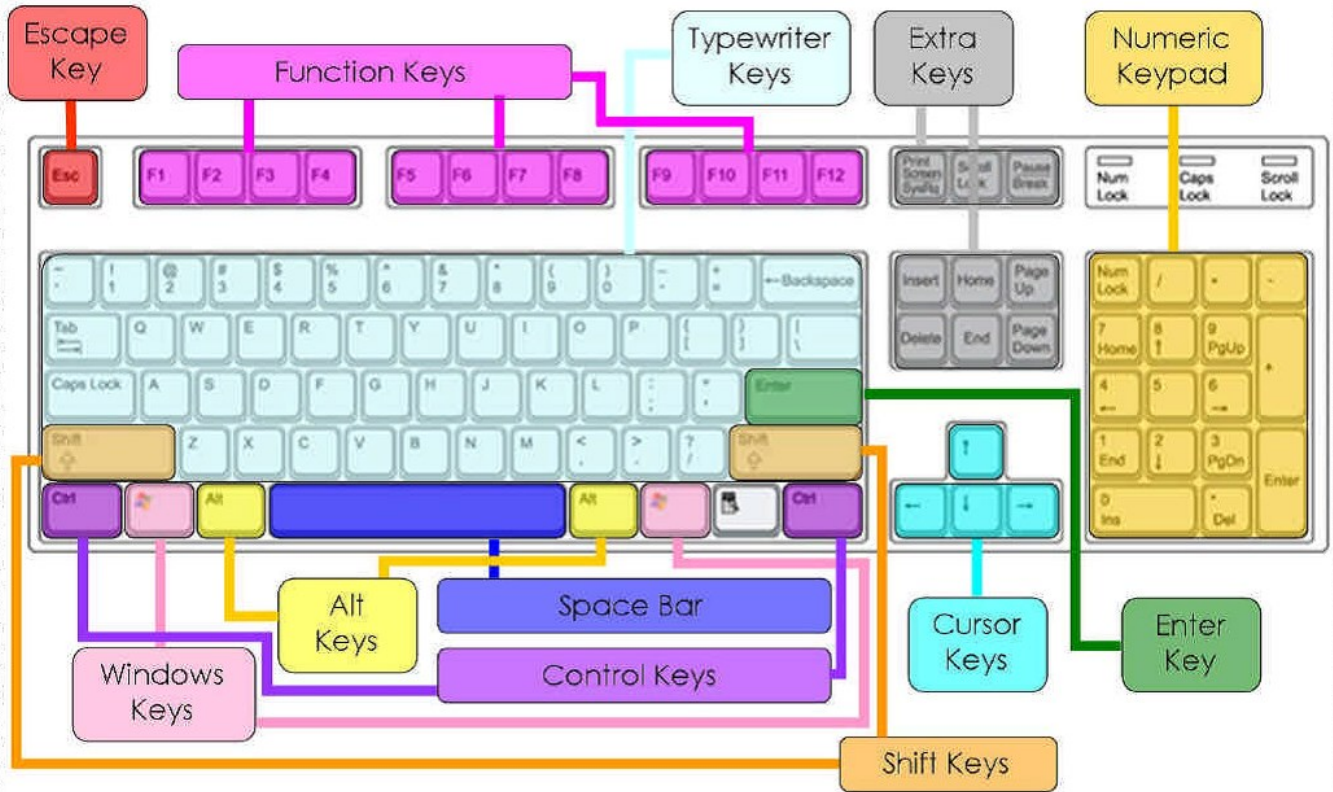 Escape
Key
Function Keys
Typewriter
Keys
Extra
Keys
Numeric
Keypad
Esc
F1 F2 F3 F4
F5 F6 F7 F8
F9 F10 F11 F12
Print
Screen
SysRq
Lock
Pause
Break
Num
Lock
Caps
Lock
Scroll
Lock
! @ # $ % ^ & * ( ) - +
1 2 3 4 5 6 7 8 9 0 - =
←Backspace
Insert Home Page
Up
Num
Lock
/ * -
Tab
Q W E R T Y U I O P { } |
[ ] \
Delete End Page
Down
7
Home
8
↑
9
PgUp
+
Caps Lock A S D F G H J K L : "
Enter
4
←
5
6
→
Shift
Z X C V B N M < > ?
, . /
Shift
↑
1
End
2
↓
3
PgDn
Enter
Ctrl Alt Alt Ctrl
← ↓ →
0
Ins
.
Del
Alt
Keys
Space Bar
Cursor
Keys
Enter
Key
Windows
Keys
Control Keys
Shift Keys